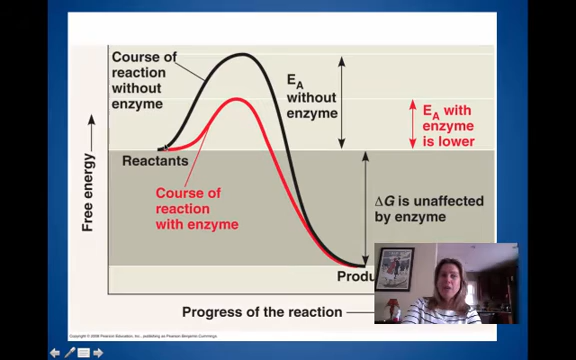 Course of
reaction
without
enzyme
E_A
without
enzyme
E_A with
enzyme
is lower
Reactants
Course of
reaction
with enzyme
ΔG is unaffected
by enzyme
Free energy
Produ
Progress of the reaction
Copyright © 2008 Pearson Education, Inc., publishing as Pearson Benjamin Cummings.